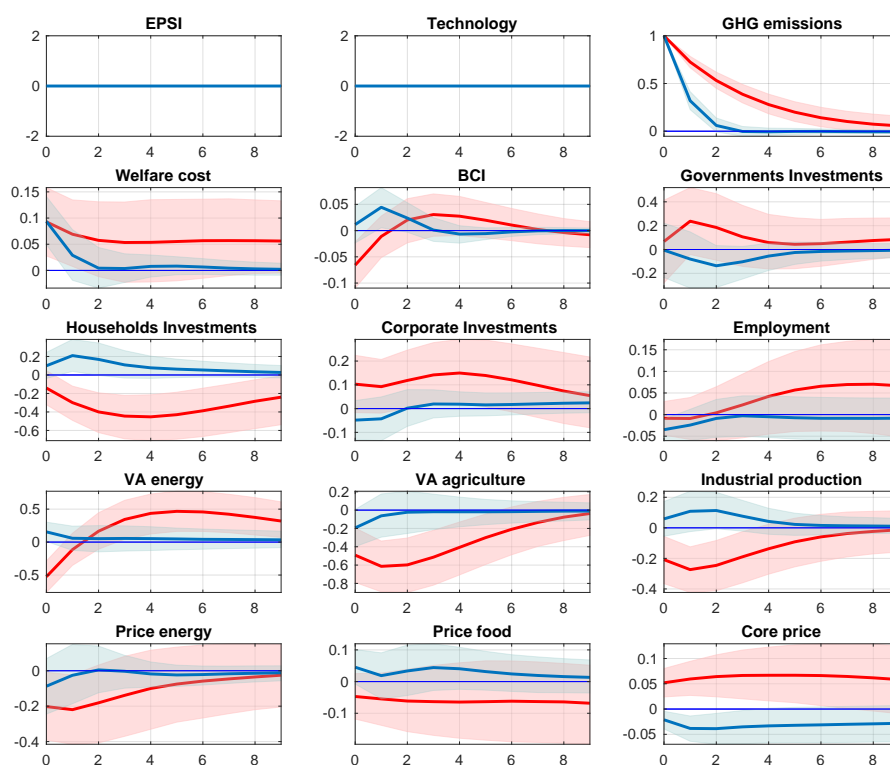 EPSI
Technology
GHG emissions
2
0
-2
0 2 4 6 8
2
0
-2
0 2 4 6 8
1
0.5
0
0 2 4 6 8
Welfare cost
BCI
Governments Investments
0.15
0.1
0.05
0
0 2 4 6 8
0.05
0
-0.05
-0.1
0 2 4 6 8
0.4
0.2
0
-0.2
0 2 4 6 8
Households Investments
Corporate Investments
Employment
0.2
0
-0.2
-0.4
-0.6
0 2 4 6 8
0.2
0.1
0
-0.1
0 2 4 6 8
0.15
0.1
0.05
0
-0.05
0 2 4 6 8
VA energy
VA agriculture
Industrial production
0.5
0
-0.5
0 2 4 6 8
0.2
0
-0.2
-0.4
-0.6
-0.8
0 2 4 6 8
0.2
0
-0.2
-0.4
0 2 4 6 8
Price energy
Price food
Core price
0
-0.2
-0.4
0 2 4 6 8
0.1
0
-0.1
0 2 4 6 8
0.1
0.05
0
-0.05
0 2 4 6 8